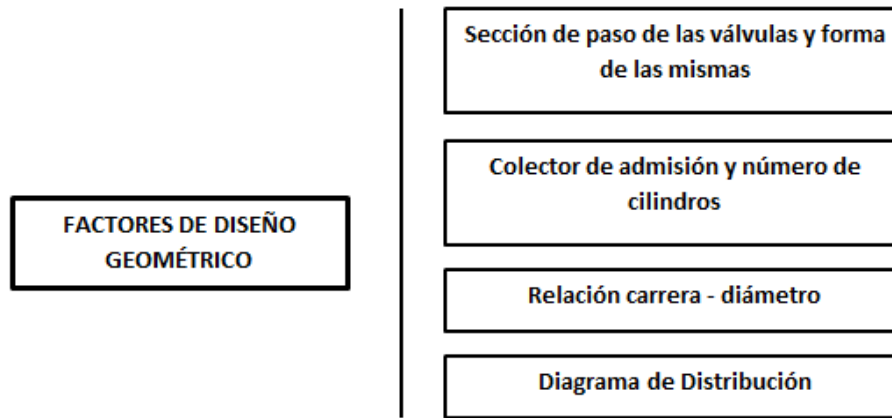 FACTORES DE DISEÑO
GEOMÉTRICO
Sección de paso de las válvulas y forma
de las mismas
Colector de admisión y número de
cilindros
Relación carrera - diámetro
Diagrama de Distribución